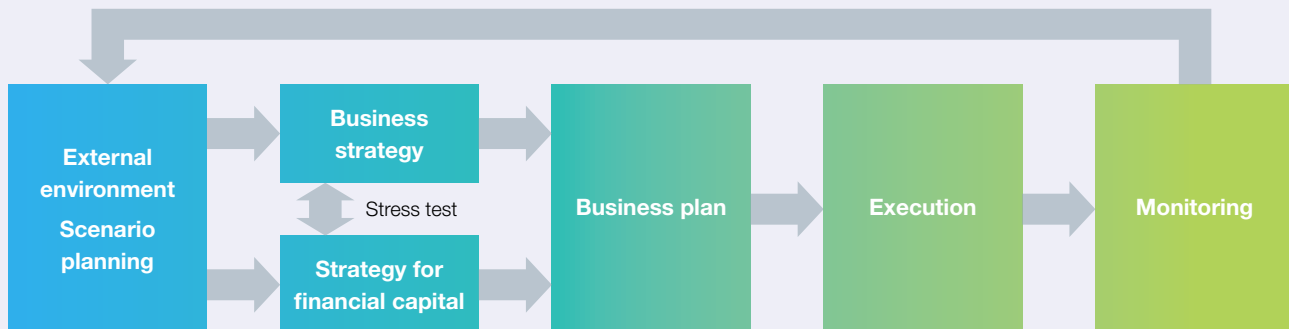 External
environment
Scenario
planning
Business
strategy
Stress test
Strategy for
financial capital
Business plan
Execution
Monitoring